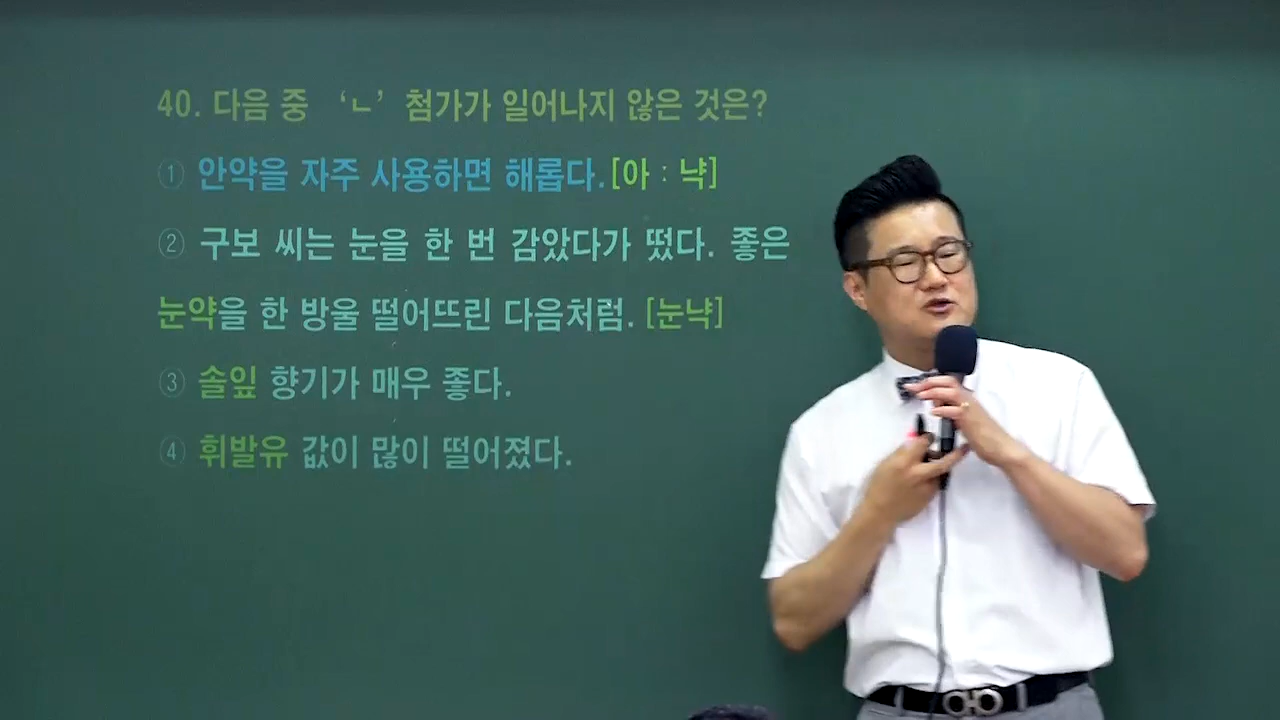 40. 다음 중 ‘ㄴ’ 첨가가 일어나지 않은 것은?
① 안약을 자주 사용하면 해롭다.[아 : 냑]
② 구보 씨는 눈을 한 번 감았다가 떴다. 좋은
눈약을 한 방울 떨어뜨린 다음처럼. [눈냑]
③ 솔잎 향기가 매우 좋다.
④ 휘발유 값이 많이 떨어졌다.